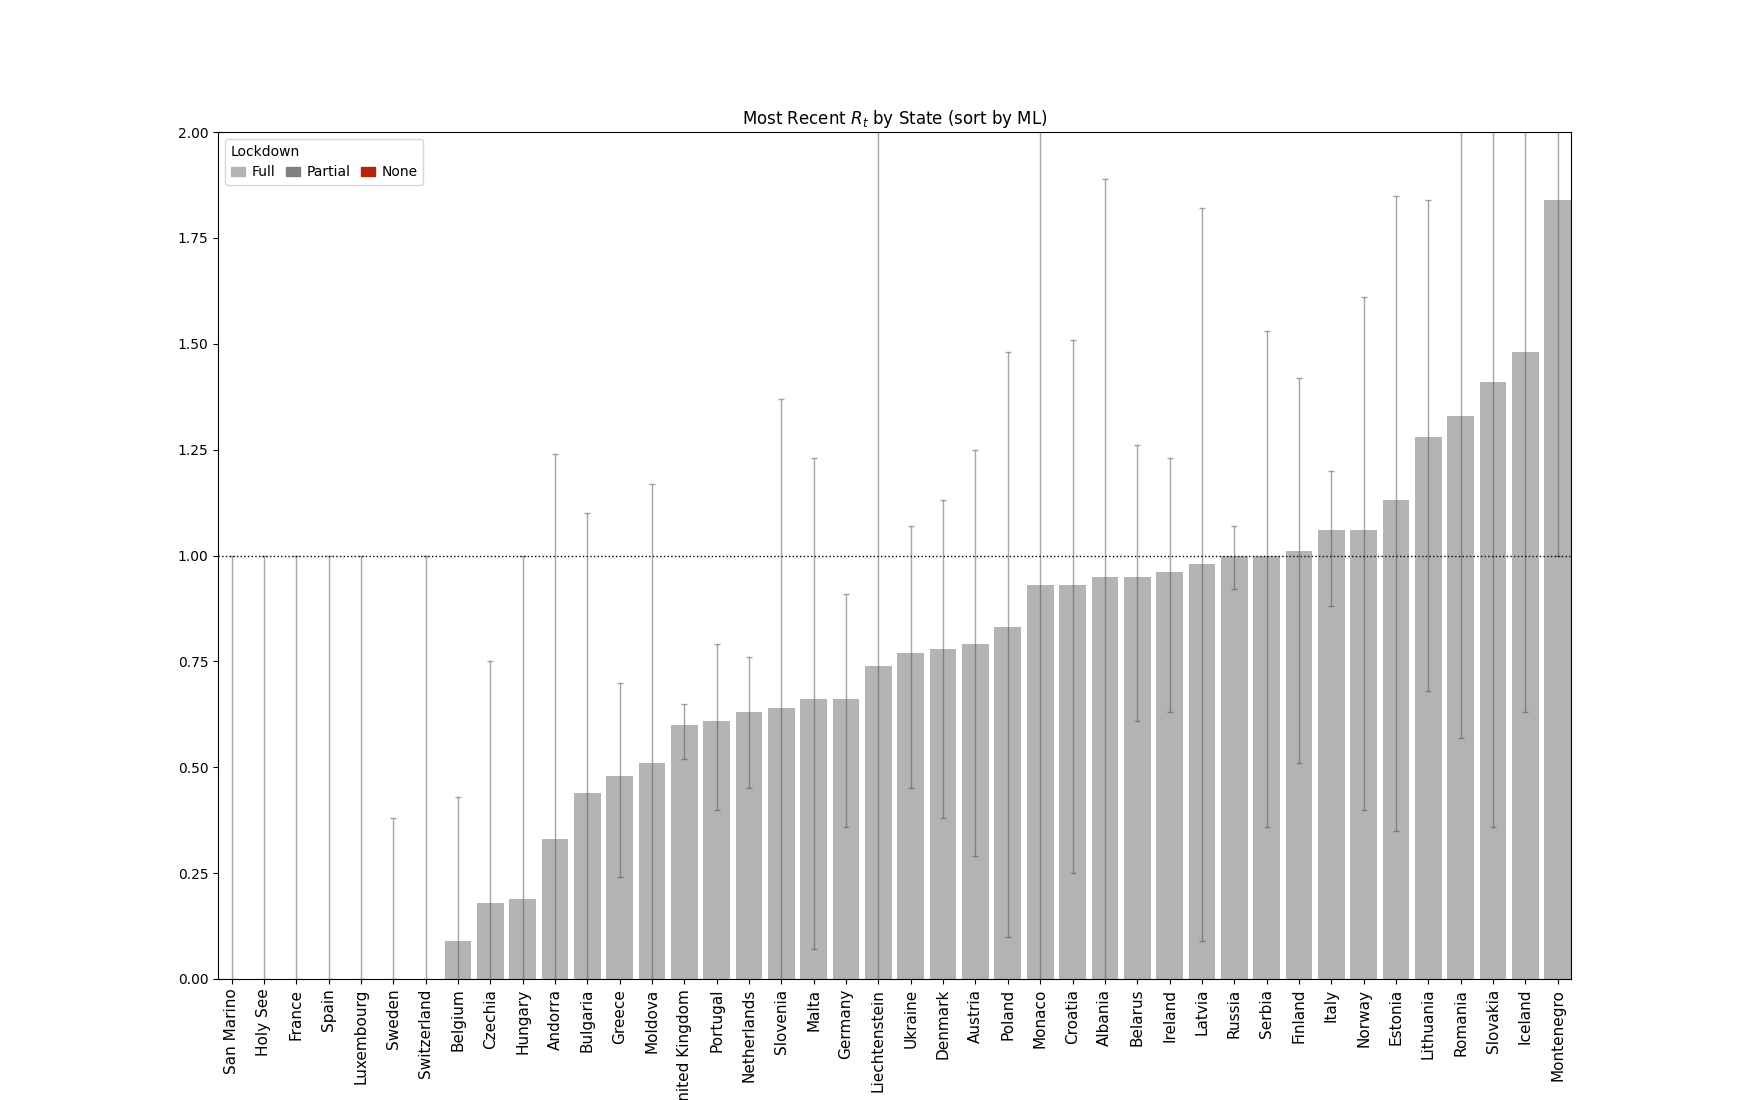 Most Recent Rt by State (sort by ML)
Lockdown
Full Partial None
2.00
1.75
1.50
1.25
1.00
0.75
0.50
0.25
0.00
San Marino
Holy See
France
Spain
Luxembourg
Sweden
Switzerland
Belgium
Czechia
Hungary
Andorra
Bulgaria
Greece
Moldova
nited Kingdom
Portugal
Netherlands
Slovenia
Malta
Germany
Liechtenstein
Ukraine
Denmark
Austria
Poland
Monaco
Croatia
Albania
Belarus
Ireland
Latvia
Russia
Serbia
Finland
Italy
Norway
Estonia
Lithuania
Romania
Slovakia
Iceland
Montenegro